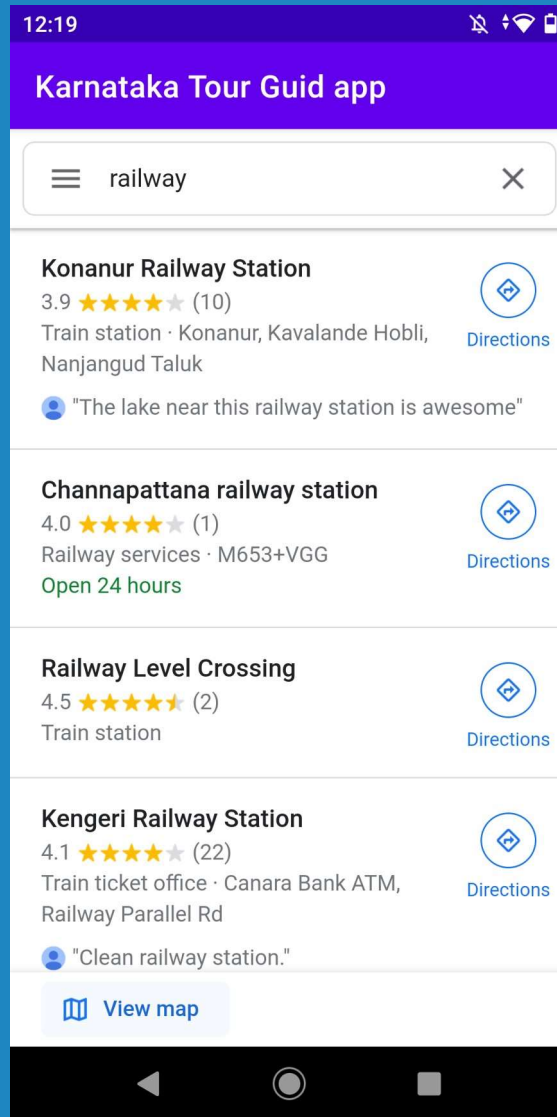 12:19
Karnataka Tour Guid app
railway
Konanur Railway Station
3.9 (10)
Train station · Konanur, Kavalande Hobli,
Nanjangud Taluk
Directions
"The lake near this railway station is awesome"
Channapattana railway station
4.0 (1)
Railway services · M653+VGG
Open 24 hours
Directions
Railway Level Crossing
4.5 (2)
Train station
Directions
Kengeri Railway Station
4.1 (22)
Train ticket office · Canara Bank ATM,
Railway Parallel Rd
Directions
"Clean railway station."
View map